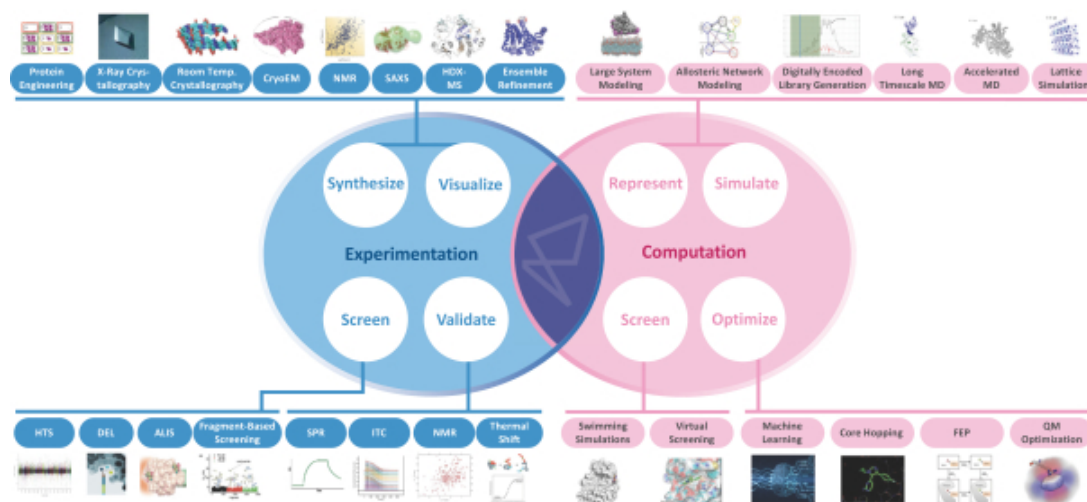 Protein
Engineering
X-Ray Crys-
tallography
Room Temp.
Crystallography
CryoEM
NMR
SAXS
HDX-
MS
Ensemble
Refinement
Large System
Modeling
Allosteric Network
Modeling
Digitally Encoded
Library Generation
Long
Timescale MD
Accelerated
MD
Lattice
Simulation
Synthesize
Visualize
Represent
Simulate
Experimentation
Computation
Screen
Validate
Screen
Optimize
HTS
DEL
ALIS
Fragment-Based
Screening
SPR
ITC
NMR
Thermal
Shift
Swimming
Simulations
Virtual
Screening
Machine
Learning
Core Hopping
FEP
QM
Optimization